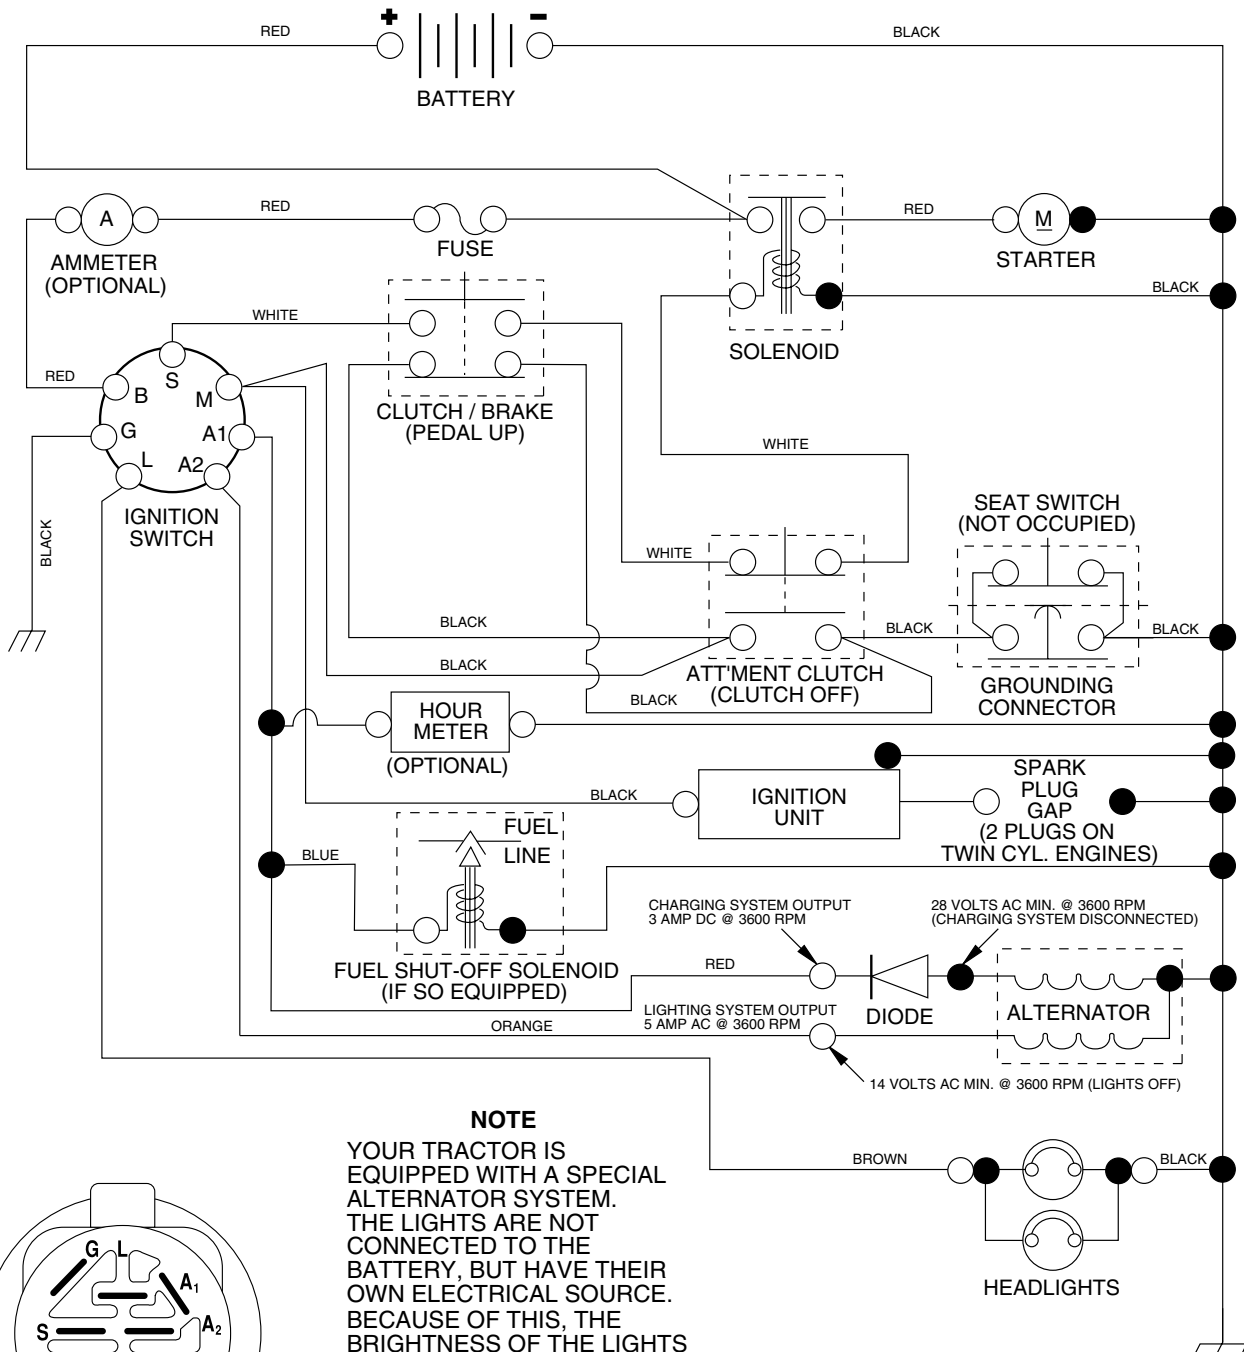 + -
RED
BLACK
BATTERY
A
RED
RED
M
FUSE
STARTER
AMMETER
(OPTIONAL)
BLACK
WHITE
SOLENOID
RED
S
B
M
CLUTCH / BRAKE
(PEDAL UP)
G
A1
L
A2
WHITE
IGNITION
SWITCH
BLACK
SEAT SWITCH
(NOT OCCUPIED)
WHITE
BLACK
BLACK
BLACK
BLACK
ATT'MENT CLUTCH
(CLUTCH OFF)
BLACK
GROUNDING
CONNECTOR
HOUR
METER
(OPTIONAL)
BLACK
IGNITION
UNIT
SPARK
PLUG
GAP
(2 PLUGS ON
TWIN CYL. ENGINES)
FUEL
LINE
BLUE
CHARGING SYSTEM OUTPUT
3 AMP DC @ 3600 RPM
28 VOLTS AC MIN. @ 3600 RPM
(CHARGING SYSTEM DISCONNECTED)
FUEL SHUT-OFF SOLENOID
(IF SO EQUIPPED)
RED
LIGHTING SYSTEM OUTPUT
5 AMP AC @ 3600 RPM
DIODE
ALTERNATOR
ORANGE
14 VOLTS AC MIN. @ 3600 RPM (LIGHTS OFF)
NOTE
YOUR TRACTOR IS
EQUIPPED WITH A SPECIAL
ALTERNATOR SYSTEM.
THE LIGHTS ARE NOT
CONNECTED TO THE
BATTERY, BUT HAVE THEIR
OWN ELECTRICAL SOURCE.
BECAUSE OF THIS, THE
BRIGHTNESS OF THE LIGHTS
BROWN
BLACK
HEADLIGHTS
G L
A1
S
A2